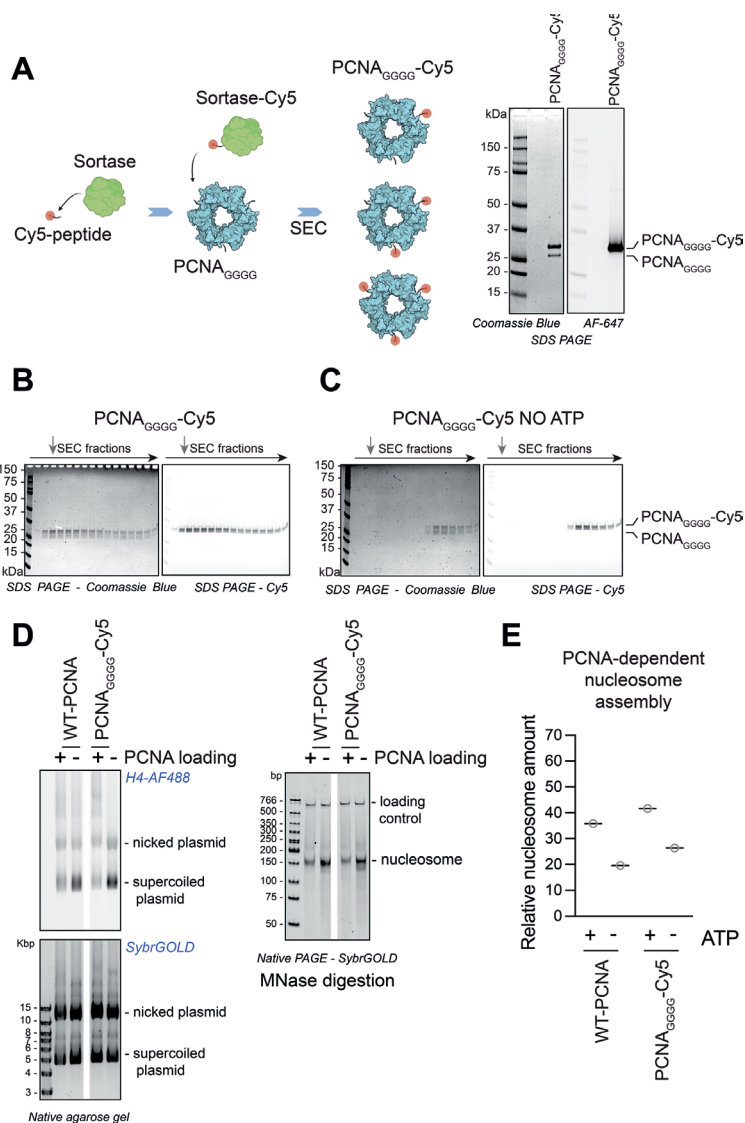 A
Sortase
Cy5-peptide
Sortase-Cy5
PCNAGGGG
SEC
PCNAGGGG-Cy5
PCNAGGGG-Cy5
PCNAGGGG-Cy5
kDa
150
100
75
50
37
25
20
15
PCNAGGGG-Cy5
PCNAGGGG
Coomassie Blue
AF-647
SDS PAGE
B
PCNAGGGG-Cy5
SEC fractions
SEC fractions
150
75
50
37
25
20
15
kDa
SDS PAGE - Coomassie Blue
SDS PAGE - Cy5
C
PCNAGGGG-Cy5 NO ATP
SEC fractions
SEC fractions
150
75
50
37
25
20
15
kDa
PCNAGGGG-Cy5
PCNAGGGG
SDS PAGE - Coomassie Blue
SDS PAGE - Cy5
D
WT-PCNA
PCNAGGGG-Cy5
+ - + - PCNA loading
H4-AF488
- nicked plasmid
- supercoiled
plasmid
Kbp
SybrGOLD
15
10
8
7
6
5
4
3
- nicked plasmid
- supercoiled
plasmid
Native agarose gel
WT-PCNA
PCNAGGGG-Cy5
+ - + - PCNA loading
bp
766
500
350
300
250
200
150
100
75
50
- loading
control
- nucleosome
Native PAGE - SybrGOLD
MNase digestion
E
PCNA-dependent
nucleosome
assembly
Relative nucleosome amount
70
60
50
40
30
20
10
0
+ - + - ATP
WT-PCNA
PCNAGGGG-Cy5